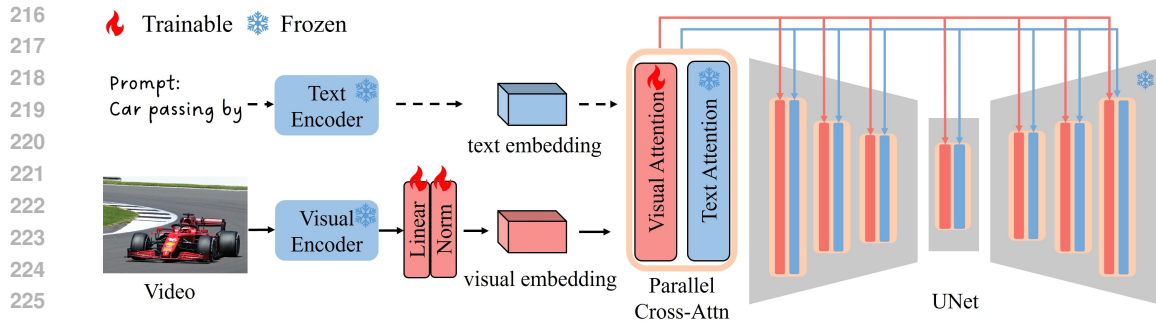 216
217
218
219
220
221
222
223
224
225
Trainable Frozen
Prompt:
Car passing by
Text
Encoder
text embedding
Video
Visual
Encoder
Linear
Norm
visual embedding
Visual Attention
Text Attention
Parallel
Cross-Attn
UNet